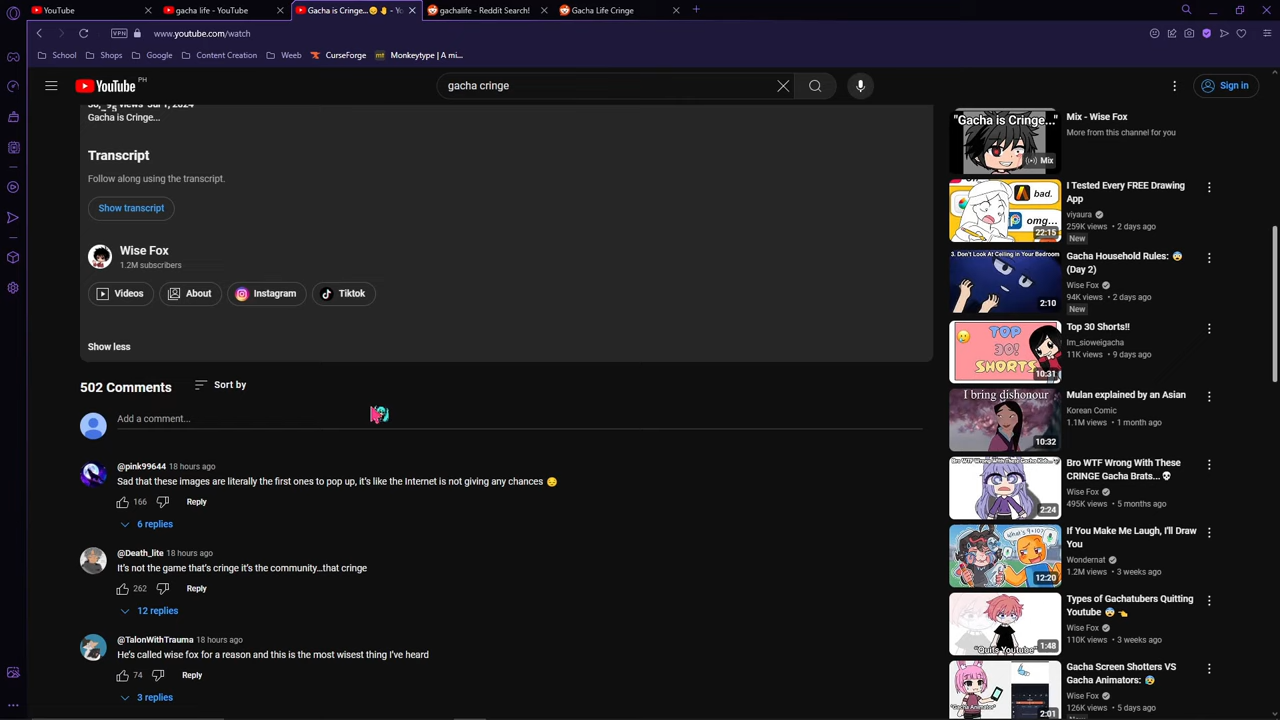 YouTube
gacha life - YouTube
Gacha is Cringe...😔🤚 - Yo
gachalife - Reddit Search!
Gacha Life Cringe
VPN
www.youtube.com/watch
School
Shops
Google
Content Creation
Weeb
CurseForge
mt
Monkeytype | A mi...
YouTube PH
gacha cringe
Sign in
Gacha is Cringe...
Transcript
Follow along using the transcript.
Show transcript
Wise Fox
1.2M subscribers
Videos
About
Instagram
Tiktok
Show less
502 Comments
Sort by
Add a comment...
@pink99644 18 hours ago
Sad that these images are literally the first ones to pop up, it's like the Internet is not giving any chances 😔
166
Reply
6 replies
@Death_lite 18 hours ago
It's not the game that's cringe it's the community...that cringe
262
Reply
12 replies
@TalonWithTrauma 18 hours ago
He's called wise fox for a reason and this is the most wisest thing I've heard
74
Reply
3 replies
"Gacha is Cringe..."
Mix
Mix - Wise Fox
More from this channel for you
bad.
omg...
22:15
I Tested Every FREE Drawing
App
viyaura
259K views • 2 days ago
New
3. Don't Look At Ceiling in Your Bedroom
2:10
Gacha Household Rules: 😨
(Day 2)
Wise Fox
94K views • 2 days ago
New
TOP
30!
SHORTS
10:31
Top 30 Shorts!!
Im_sioweigacha
11K views • 9 days ago
I bring dishonour
10:32
Mulan explained by an Asian
Korean Comic
1.1M views • 1 month ago
2:24
Bro WTF Wrong With These
CRINGE Gacha Brats...💀
Wise Fox
495K views • 5 months ago
What's 9+10?
12:20
If You Make Me Laugh, I'll Draw
You
Wondernat
1.2M views • 3 weeks ago
*Quits Youtube*
1:48
Types of Gachatubers Quitting
Youtube 😨 👈
Wise Fox
110K views • 3 weeks ago
*Gacha Animator*
2:01
Gacha Screen Shotters VS
Gacha Animators: 😰
Wise Fox
126K views • 5 days ago
New